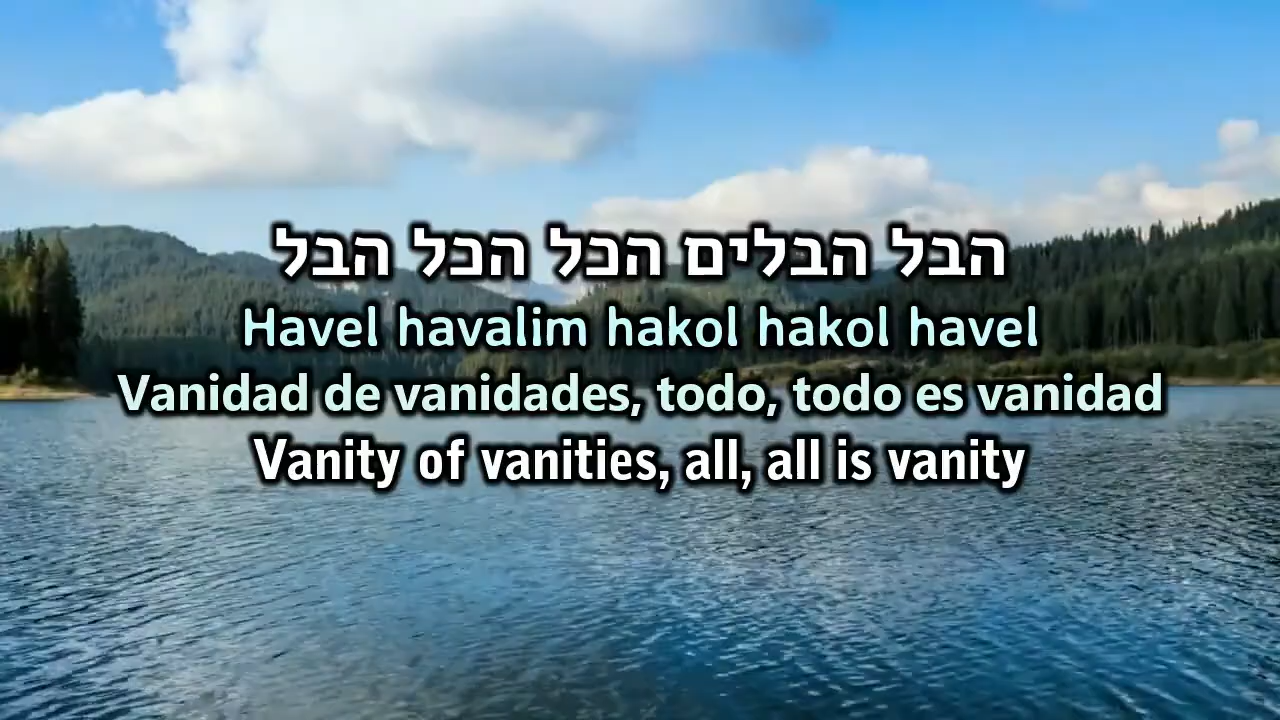 הבל הבלים הכל הכל הבל
Havel havalim hakol hakol havel
Vanidad de vanidades, todo, todo es vanidad
Vanity of vanities, all, all is vanity